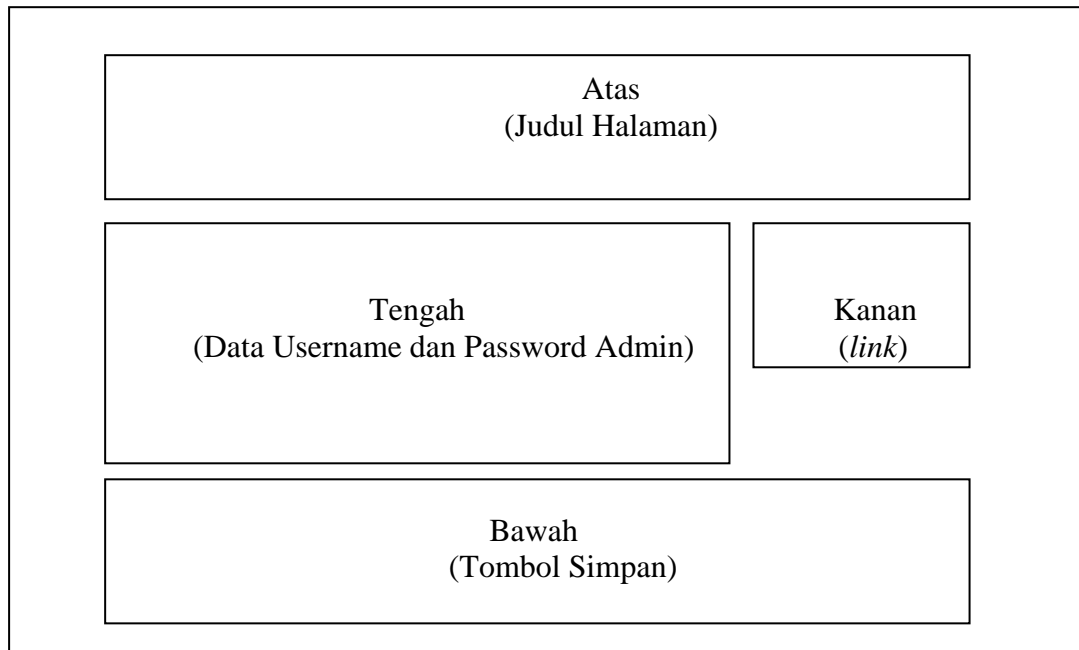 Atas
(Judul Halaman)
Tengah
(Data Username dan Password Admin)
Kanan
(link)
Bawah
(Tombol Simpan)